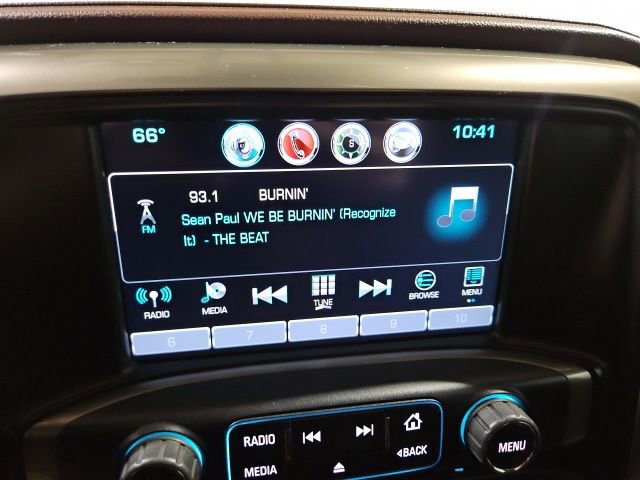 66° 10:41
S
93.1 BURNIN'
FM
Sean Paul WE BE BURNIN' (Recognize
It) - THE BEAT
RADIO MEDIA TUNE BROWSE MENU
6 7 8 9 10
RADIO
MEDIA
BACK
MENU